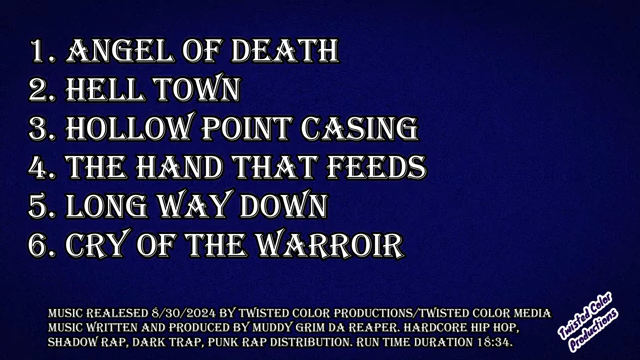 1. ANGEL OF DEATH
2. HELL TOWN
3. HOLLOW POINT CASING
4. THE HAND THAT FEEDS
5. LONG WAY DOWN
6. CRY OF THE WARROIR
MUSIC REALESED 8/30/2024 BY TWISTED COLOR PRODUCTIONS/TWISTED COLOR MEDIA
MUSIC WRITTEN AND PRODUCED BY MUDDY GRIM DA REAPER. HARDCORE HIP HOP,
SHADOW RAP, DARK TRAP, PUNK RAP DISTRIBUTION. RUN TIME DURATION 18:34.
Twisted Color
Productions